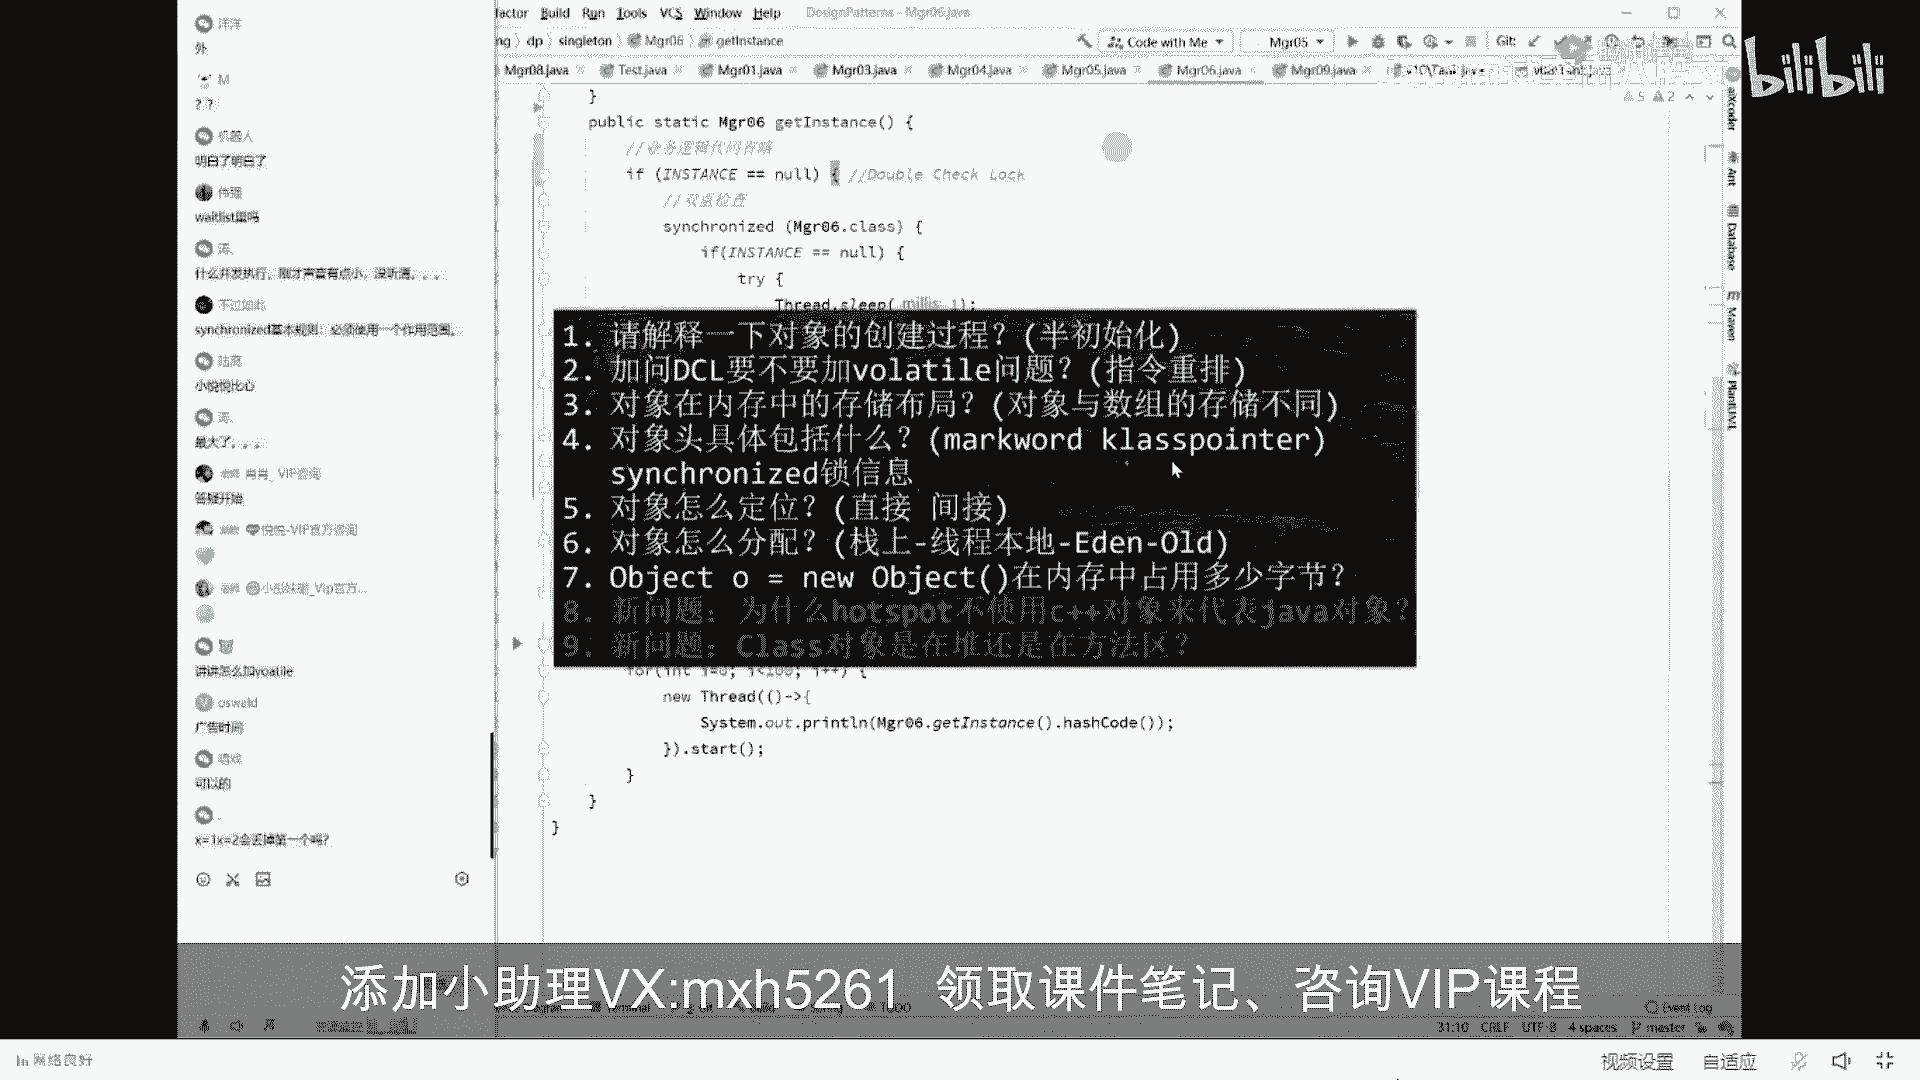 洋洋
外
M
？？
机器人
明白了明白了
伟强
waitlist里吗
涛、
什么并发执行，刚才声音有点小，没听清。。。
不过如此
synchronized基本规则：必须使用一个作用范围。
小悦悦比心
涛、
最大了。。。
肖肖_VIP咨询
答疑开始
悦悦-VIP官方咨询
讲讲怎么加voatile
oswald
广告时间
可以的
x=1x=2会丢掉第一个吗?
factor Build Run Tools VCS Window Help DosignPatterns - Mgr06.java
ng dp singleton Mgr06 getInstance
Code with Me Mgr05 Git:
Mgr08.java Test.java Mgr01.java Mgr03.java Mgr04.java Mgr05.java Mgr06.java Mgr09.java
bilibili
5 2
}
public static Mgr06 getInstance() {
//业务逻辑代码省略
if (INSTANCE == null) { //Double Check Lock
//双重检查
synchronized (Mgr06.class) {
if(INSTANCE == null) {
try {
Thread.sleep( millis: 1);
1. 请解释一下对象的创建过程？(半初始化)
2. 加问DCL要不要加volatile问题？(指令重排)
3. 对象在内存中的存储布局？(对象与数组的存储不同)
4. 对象头具体包括什么？(markword klasspointer)
synchronized锁信息
5. 对象怎么定位？(直接 间接)
6. 对象怎么分配？(栈上-线程本地-Eden-Old)
7. Object o = new Object()在内存中占用多少字节？
8. 新问题：为什么hotspot不使用c++对象来代表java对象？
9. 新问题：Class对象是在堆还是在方法区？
for(int i=0; i<100; i++) {
new Thread(()->{
System.out.println(Mgr06.getInstance().hashCode());
}).start();
}
}
}
aiXcoder
Ant
Database
Maven
PlantUML
添加小助理VX:mxh5261 领取课件笔记、咨询VIP课程
Event Log
31:10 CRLF UTF-8 4 spaces master
网络良好
视频设置 自适应